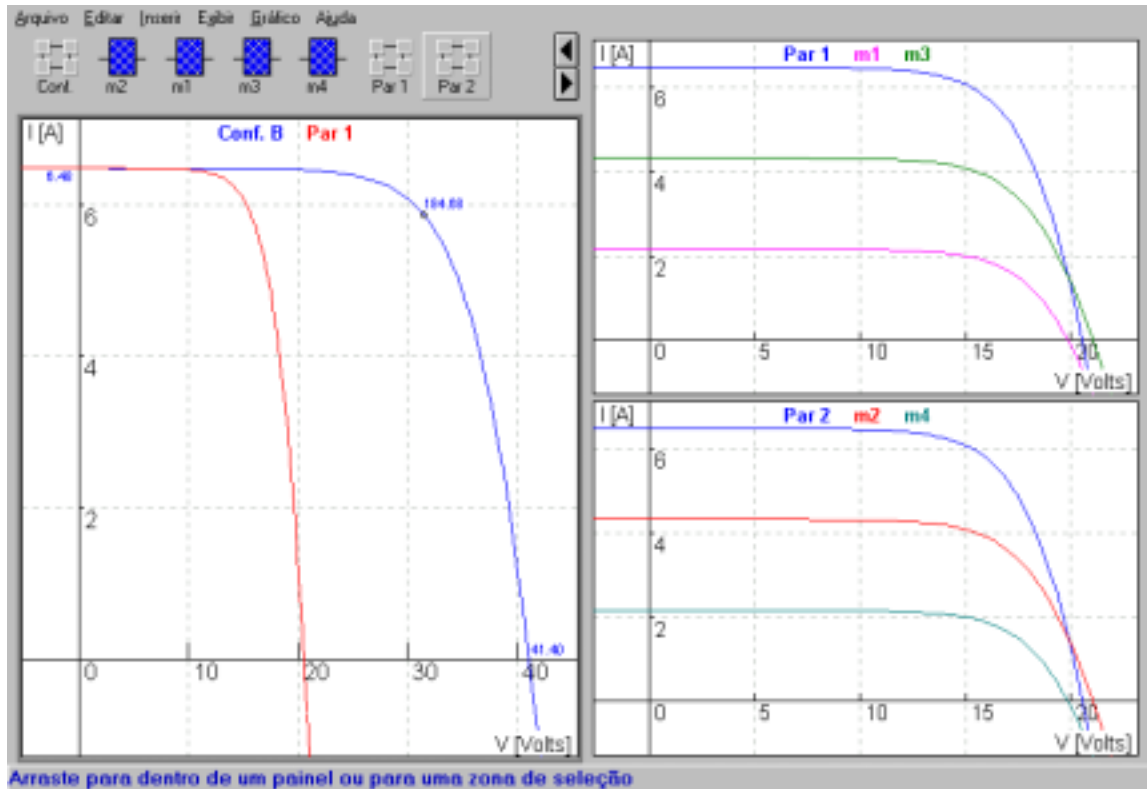 Arquivo Editar Inserir Exibir Gráfico Ajuda
Conf. m2 m1 m3 m4 Par 1 Par 2
I [A] Conf. B Par 1
6.48
184.68
6
4
2
41.40
0 10 20 30 40
V [Volts]
I [A] Par 1 m1 m3
6
4
2
0 5 10 15 20
V [Volts]
I [A] Par 2 m2 m4
6
4
2
0 5 10 15 20
V [Volts]
Arraste para dentro de um painel ou para uma zona de seleção